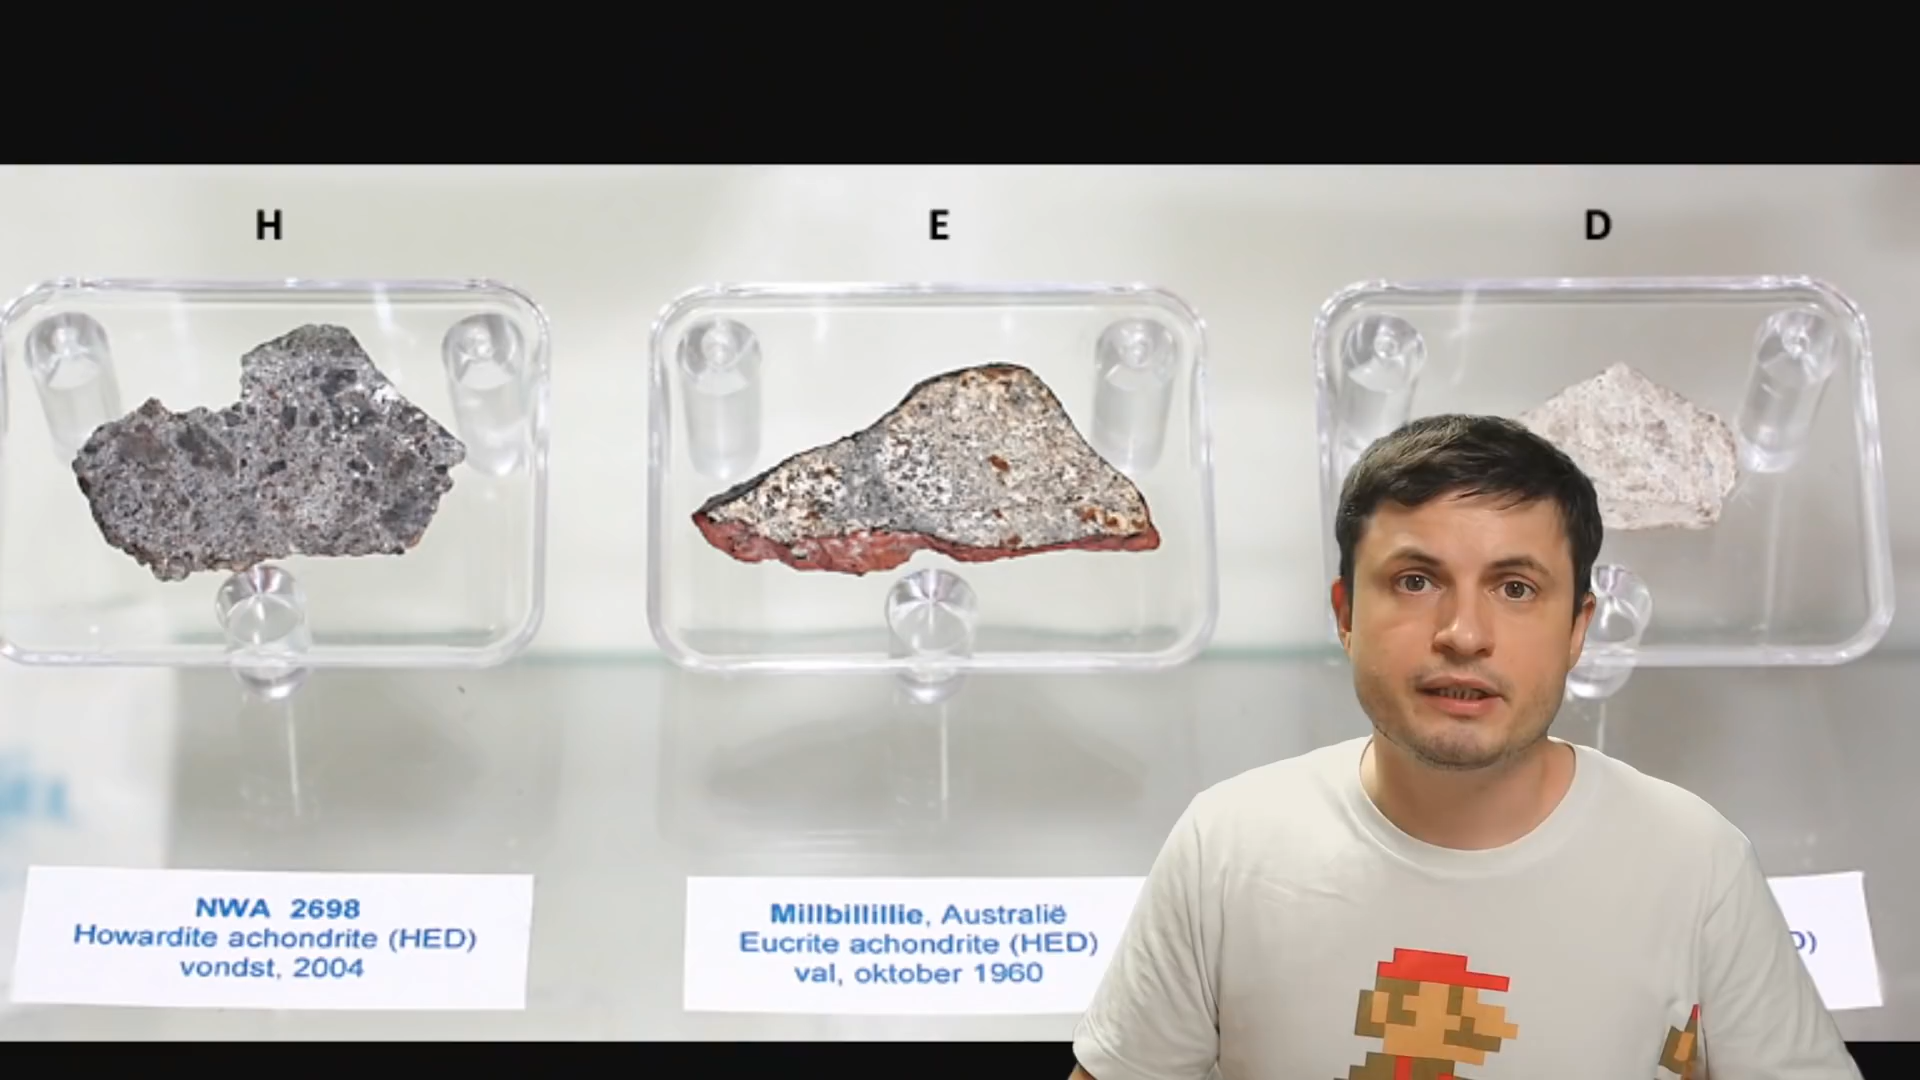 H
E
D
NWA 2698
Howardite achondrite (HED)
vondst, 2004
Millbillillie, Australië
Eucrite achondrite (HED)
val, oktober 1960
D)